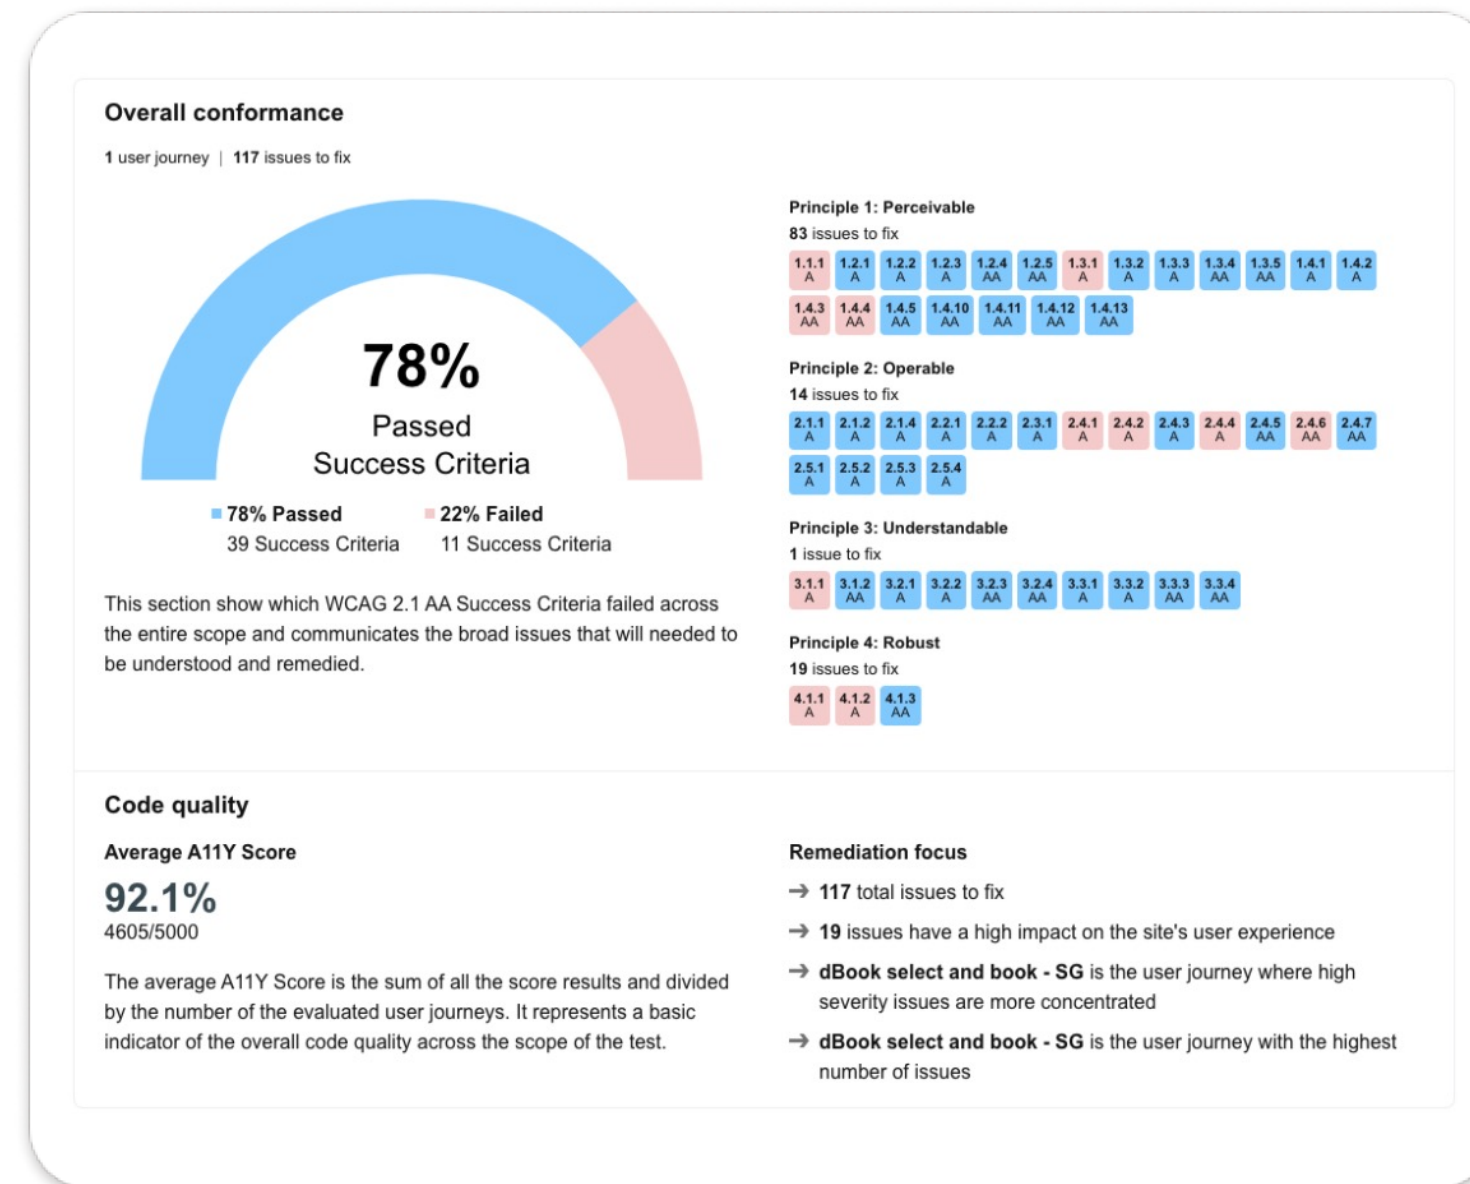 Overall conformance
1 user journey | 117 issues to fix
78%
Passed
Success Criteria
78% Passed
39 Success Criteria
22% Failed
11 Success Criteria
This section show which WCAG 2.1 AA Success Criteria failed across
the entire scope and communicates the broad issues that will needed to
be understood and remedied.
Principle 1: Perceivable
83 issues to fix
1.1.1 1.2.1 1.2.2 1.2.3 1.2.4 1.2.5 1.3.1 1.3.2 1.3.3 1.3.4 1.3.5 1.4.1 1.4.2
A A A A AA AA A A A AA AA A A
1.4.3 1.4.4 1.4.5 1.4.10 1.4.11 1.4.12 1.4.13
AA AA AA AA AA AA AA
Principle 2: Operable
14 issues to fix
2.1.1 2.1.2 2.1.4 2.2.1 2.2.2 2.3.1 2.4.1 2.4.2 2.4.3 2.4.4 2.4.5 2.4.6 2.4.7
A A A A A A A A A A AA AA AA
2.5.1 2.5.2 2.5.3 2.5.4
A A A A
Principle 3: Understandable
1 issue to fix
3.1.1 3.1.2 3.2.1 3.2.2 3.2.3 3.2.4 3.3.1 3.3.2 3.3.3 3.3.4
A AA A A AA AA A A AA AA
Principle 4: Robust
19 issues to fix
4.1.1 4.1.2 4.1.3
A A AA
Code quality
Average A11Y Score
92.1%
4605/5000
The average A11Y Score is the sum of all the score results and divided
by the number of the evaluated user journeys. It represents a basic
indicator of the overall code quality across the scope of the test.
Remediation focus
→ 117 total issues to fix
→ 19 issues have a high impact on the site's user experience
→ dBook select and book - SG is the user journey where high
severity issues are more concentrated
→ dBook select and book - SG is the user journey with the highest
number of issues